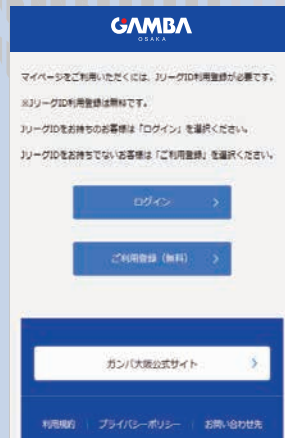 GAMBA
OSAKA
マイページをご利用いただくには、JリーグID利用登録が必要です。
※JリーグID利用登録は無料です。
JリーグIDをお持ちのお客様は「ログイン」を選択ください。
JリーグIDをお持ちでないお客様は「ご利用登録」を選択ください。
ログイン
ご利用登録（無料）
ガンバ大阪公式サイト
利用規約 | プライバシーポリシー | お問い合わせ先